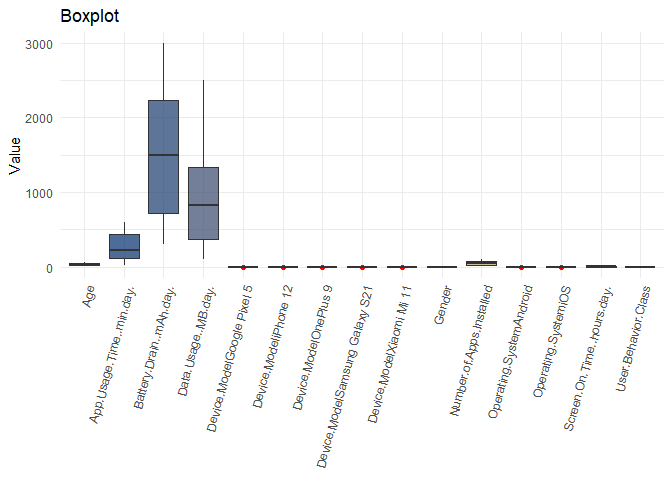 Boxplot
3000
2000
1000
0
Value
Age
App.Usage.Time..min.day.
Battery.Drain..mAh.day.
Data.Usage..MB.day.
Device.ModelGoogle Pixel 5
Device.ModeliPhone 12
Device.ModelOnePlus 9
Device.ModelSamsung Galaxy S21
Device.ModelXiaomi Mi 11
Gender
Number.of.Apps.Installed
Operating.SystemAndroid
Operating.SystemiOS
Screen.On.Time..hours.day.
User.Behavior.Class